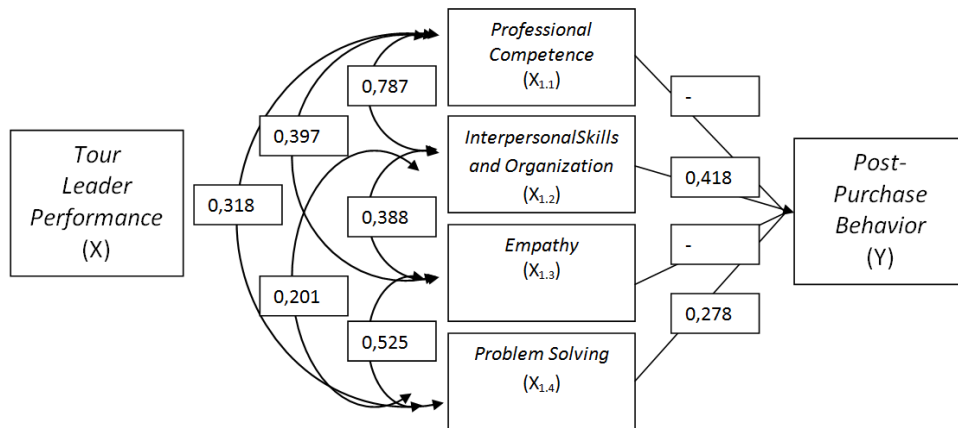 Tour
Leader
Performance
(X)
0,318
0,397
0,201
0,787
0,388
0,525
Professional
Competence
(X1.1)
InterpersonalSkills
and Organization
(X1.2)
Empathy
(X1.3)
Problem Solving
(X1.4)
-
0,418
-
0,278
Post-
Purchase
Behavior
(Y)